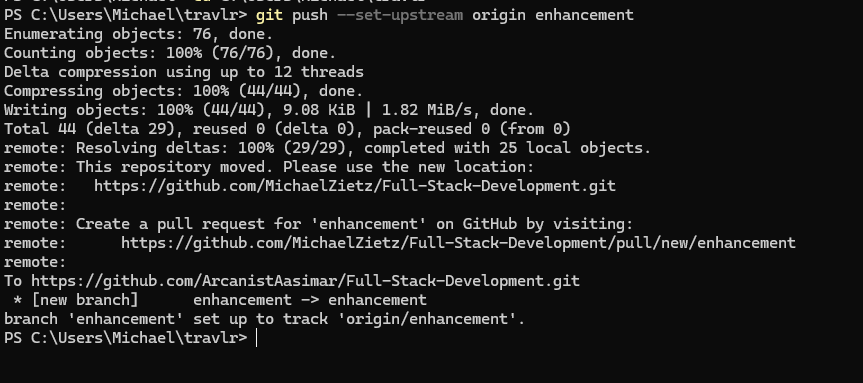 PS C:\Users\Michael\travlr> git push --set-upstream origin enhancement
Enumerating objects: 76, done.
Counting objects: 100% (76/76), done.
Delta compression using up to 12 threads
Compressing objects: 100% (44/44), done.
Writing objects: 100% (44/44), 9.08 KiB | 1.82 MiB/s, done.
Total 44 (delta 29), reused 0 (delta 0), pack-reused 0 (from 0)
remote: Resolving deltas: 100% (29/29), completed with 25 local objects.
remote: This repository moved. Please use the new location:
remote:   https://github.com/MichaelZietz/Full-Stack-Development.git
remote:
remote: Create a pull request for 'enhancement' on GitHub by visiting:
remote:      https://github.com/MichaelZietz/Full-Stack-Development/pull/new/enhancement
remote:
To https://github.com/ArcanistAasimar/Full-Stack-Development.git
 * [new branch]      enhancement -> enhancement
branch 'enhancement' set up to track 'origin/enhancement'.
PS C:\Users\Michael\travlr>